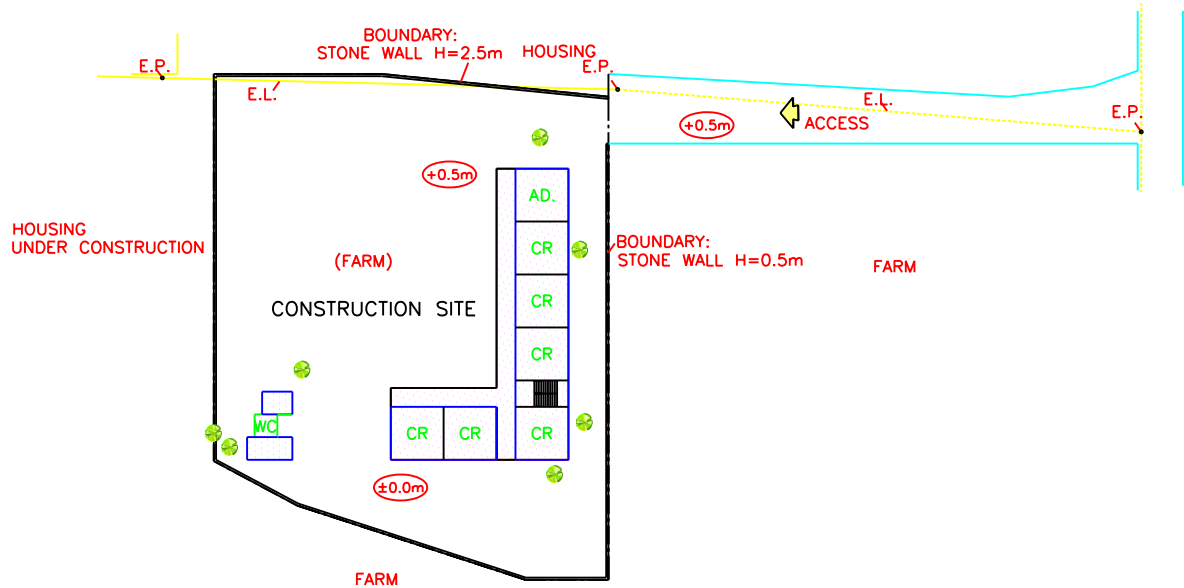 BOUNDARY:
STONE WALL H=2.5m
HOUSING
E.P.
E.P.
E.L.
E.L.
E.P.
ACCESS
+0.5m
+0.5m
AD.
HOUSING
UNDER CONSTRUCTION
CR
BOUNDARY:
STONE WALL H=0.5m
(FARM)
FARM
CONSTRUCTION SITE
CR
CR
WC
CR
CR
CR
±0.0m
FARM